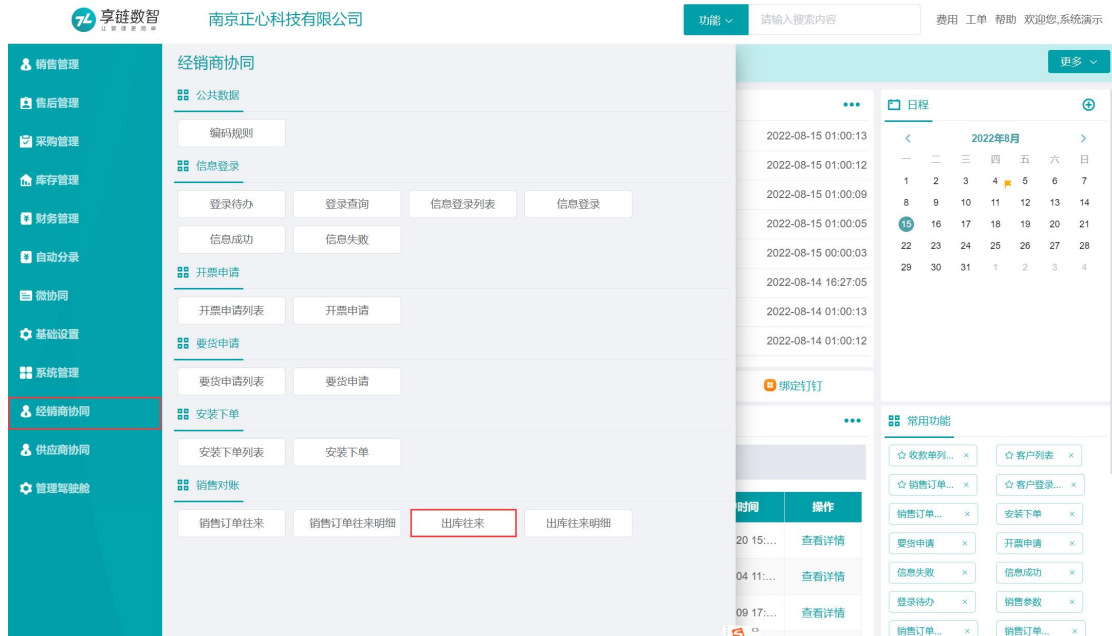 享链数智
让管理更简单
南京正心科技有限公司
功能
请输入搜索内容
费用 工单 帮助 欢迎您,系统演示
销售管理
售后管理
采购管理
库存管理
财务管理
自动分录
微协同
基础设置
系统管理
经销商协同
供应商协同
管理驾驶舱
经销商协同
公共数据
编码规则
信息登录
登录待办 登录查询 信息登录列表 信息登录
信息成功 信息失败
开票申请
开票申请列表 开票申请
要货申请
要货申请列表 要货申请
安装下单
安装下单列表 安装下单
销售对账
销售订单往来 销售订单往来明细 出库往来 出库往来明细
更多
2022-08-15 01:00:13
2022-08-15 01:00:12
2022-08-15 01:00:09
2022-08-15 01:00:05
2022-08-15 00:00:03
2022-08-14 16:27:05
2022-08-14 01:00:13
2022-08-14 01:00:12
绑定钉钉
时间 操作
20 15:... 查看详情
04 11:... 查看详情
09 17:... 查看详情
日程
2022年8月
一 二 三 四 五 六 日
1 2 3 4 5 6 7
8 9 10 11 12 13 14
15 16 17 18 19 20 21
22 23 24 25 26 27 28
29 30 31 1 2 3 4
常用功能
收款单列... × 客户列表 ×
销售订单... × 客户登录... ×
销售订单... × 安装下单 ×
要货申请 × 开票申请 ×
信息失败 × 信息成功 ×
登录待办 × 销售参数 ×
销售订单... × 销售订单... ×